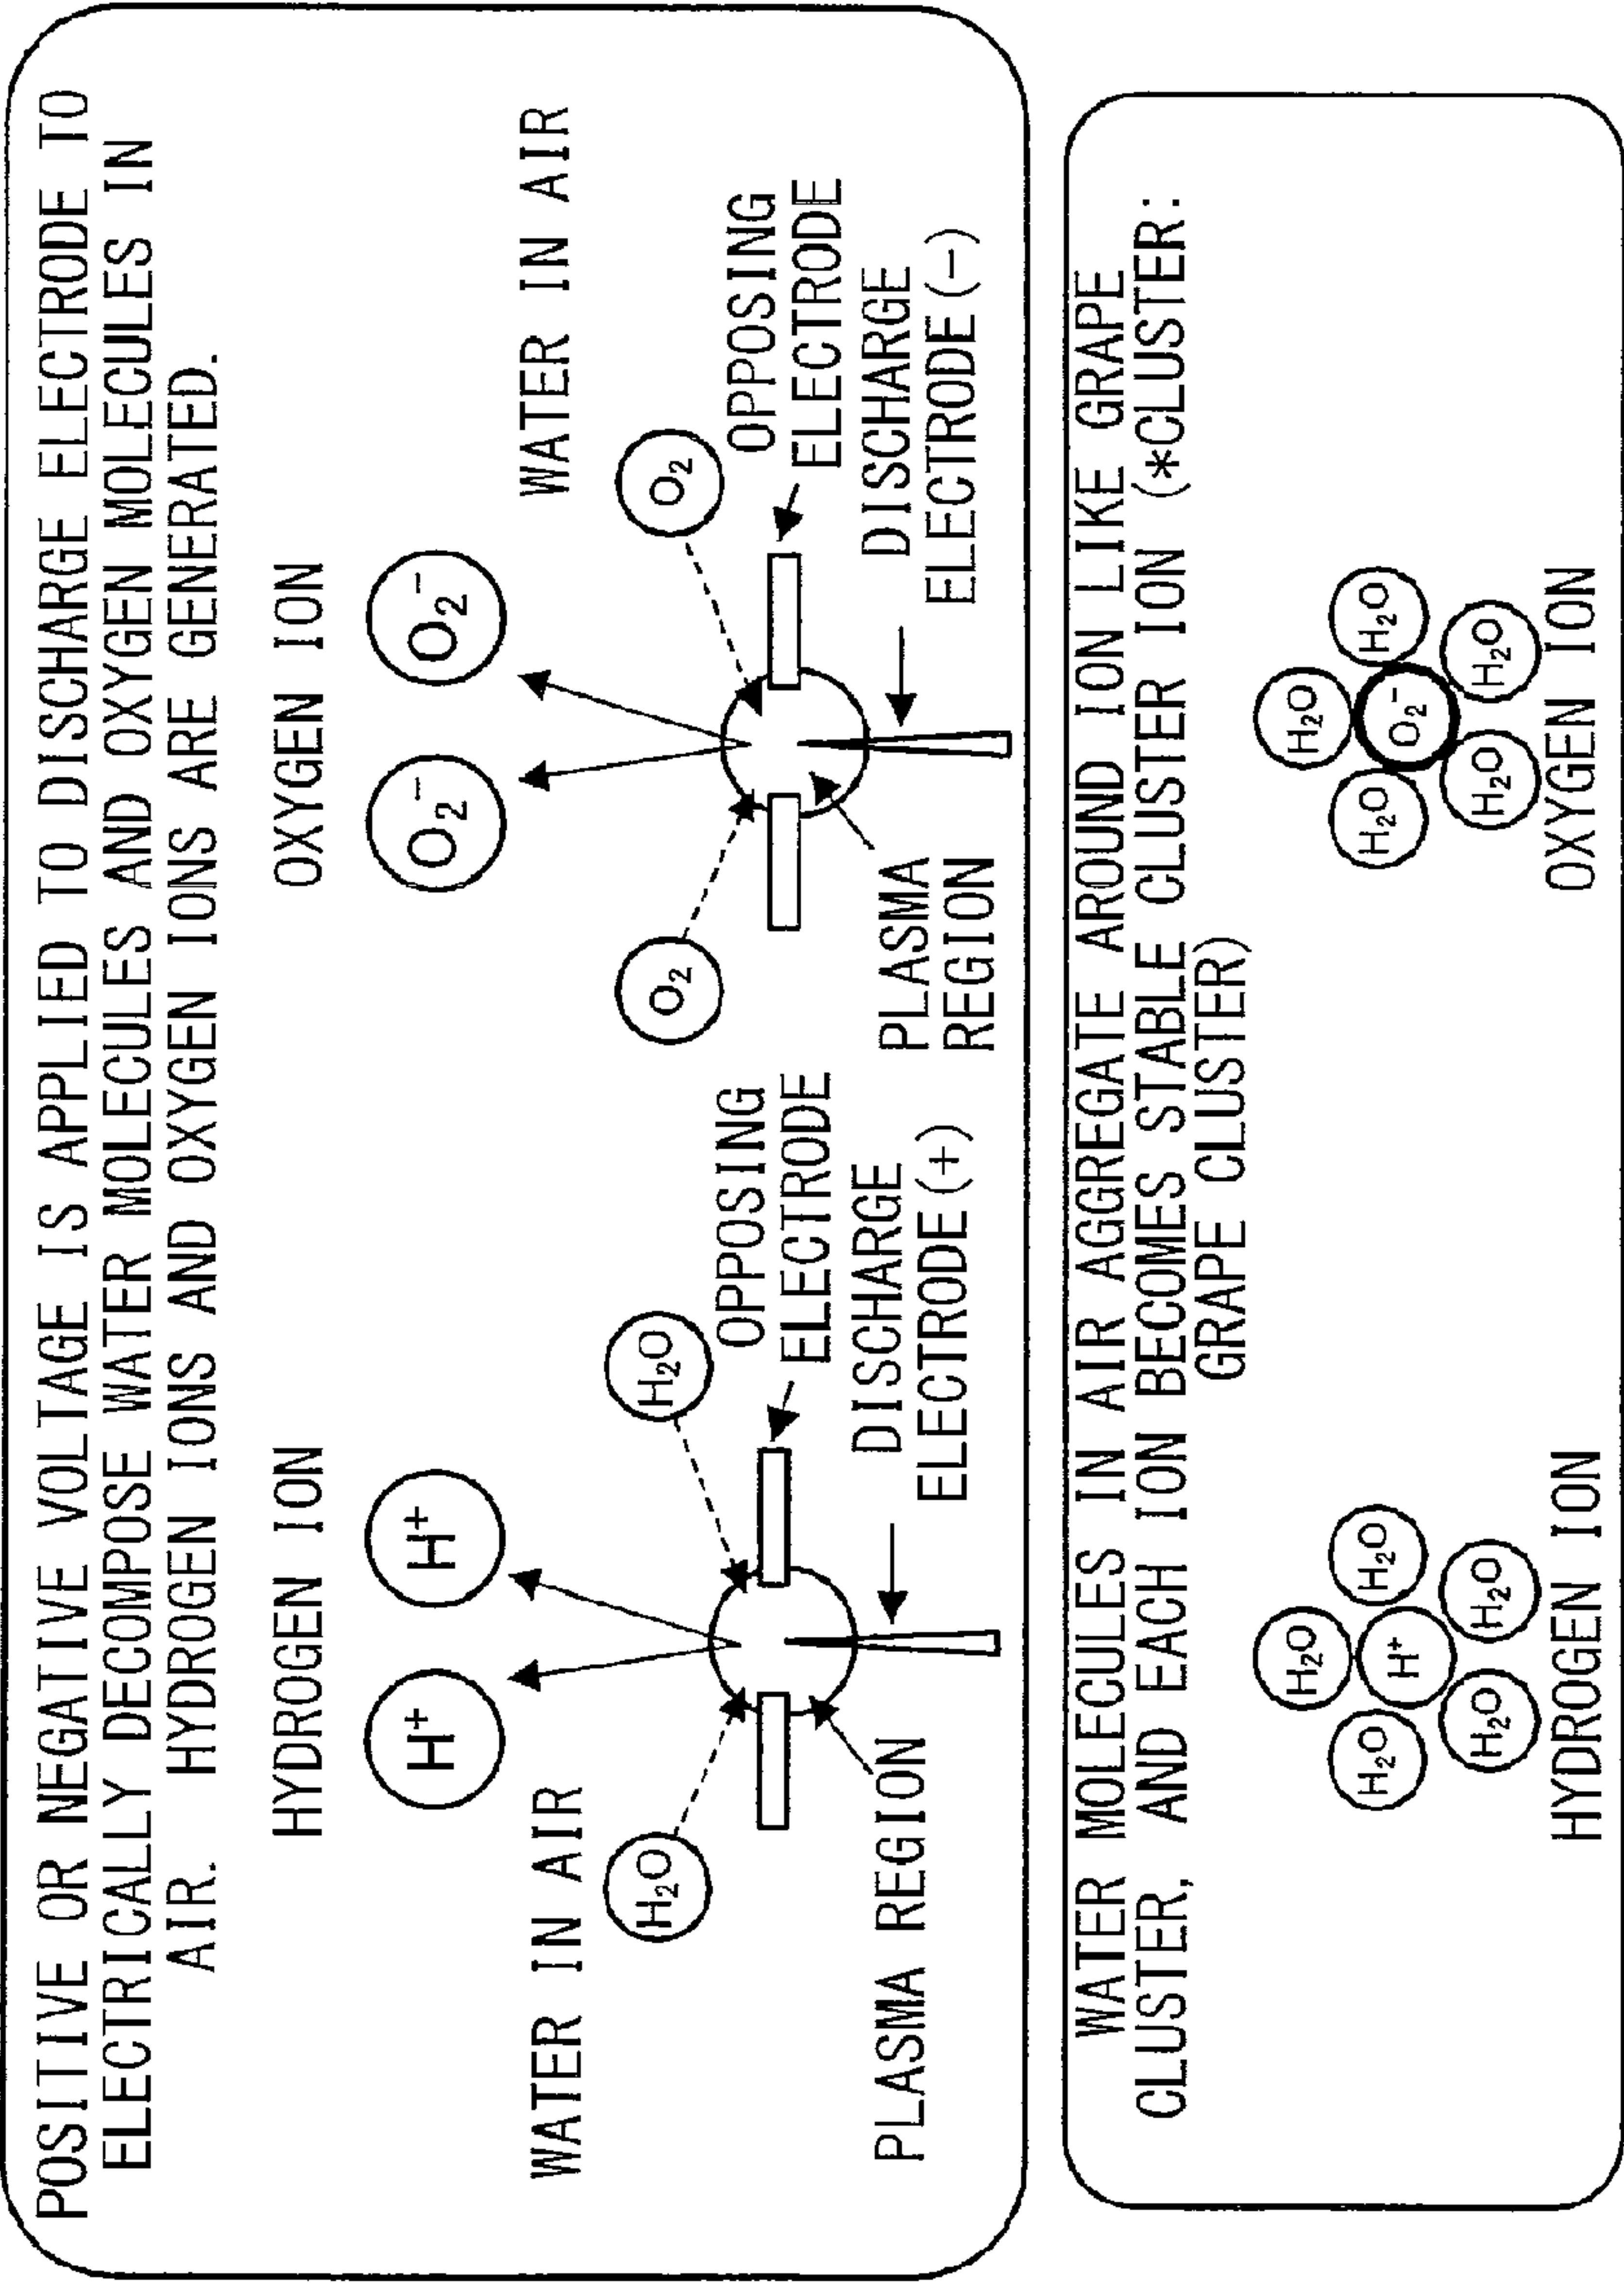 POSITIVE OR NEGATIVE VOLTAGE IS APPLIED TO DISCHARGE ELECTRODE TO
ELECTRICALLY DECOMPOSE WATER MOLECULES AND OXYGEN MOLECULES IN
AIR. HYDROGEN IONS AND OXYGEN IONS ARE GENERATED.
HYDROGEN ION
H⁺
H⁺
WATER IN AIR
H₂O
H₂O
OPPOSING
ELECTRODE
PLASMA REGION
DISCHARGE
ELECTRODE(+)
OXYGEN ION
O₂⁻
O₂⁻
WATER IN AIR
O₂
O₂
OPPOSING
ELECTRODE
PLASMA
REGION
DISCHARGE
ELECTRODE(−)
WATER MOLECULES IN AIR AGGREGATE AROUND ION LIKE GRAPE
CLUSTER, AND EACH ION BECOMES STABLE CLUSTER ION (*CLUSTER:
GRAPE CLUSTER)
H₂O
H₂O
H₂O
H⁺
H₂O
H₂O
HYDROGEN ION
H₂O
H₂O
H₂O
O₂⁻
H₂O
H₂O
OXYGEN ION